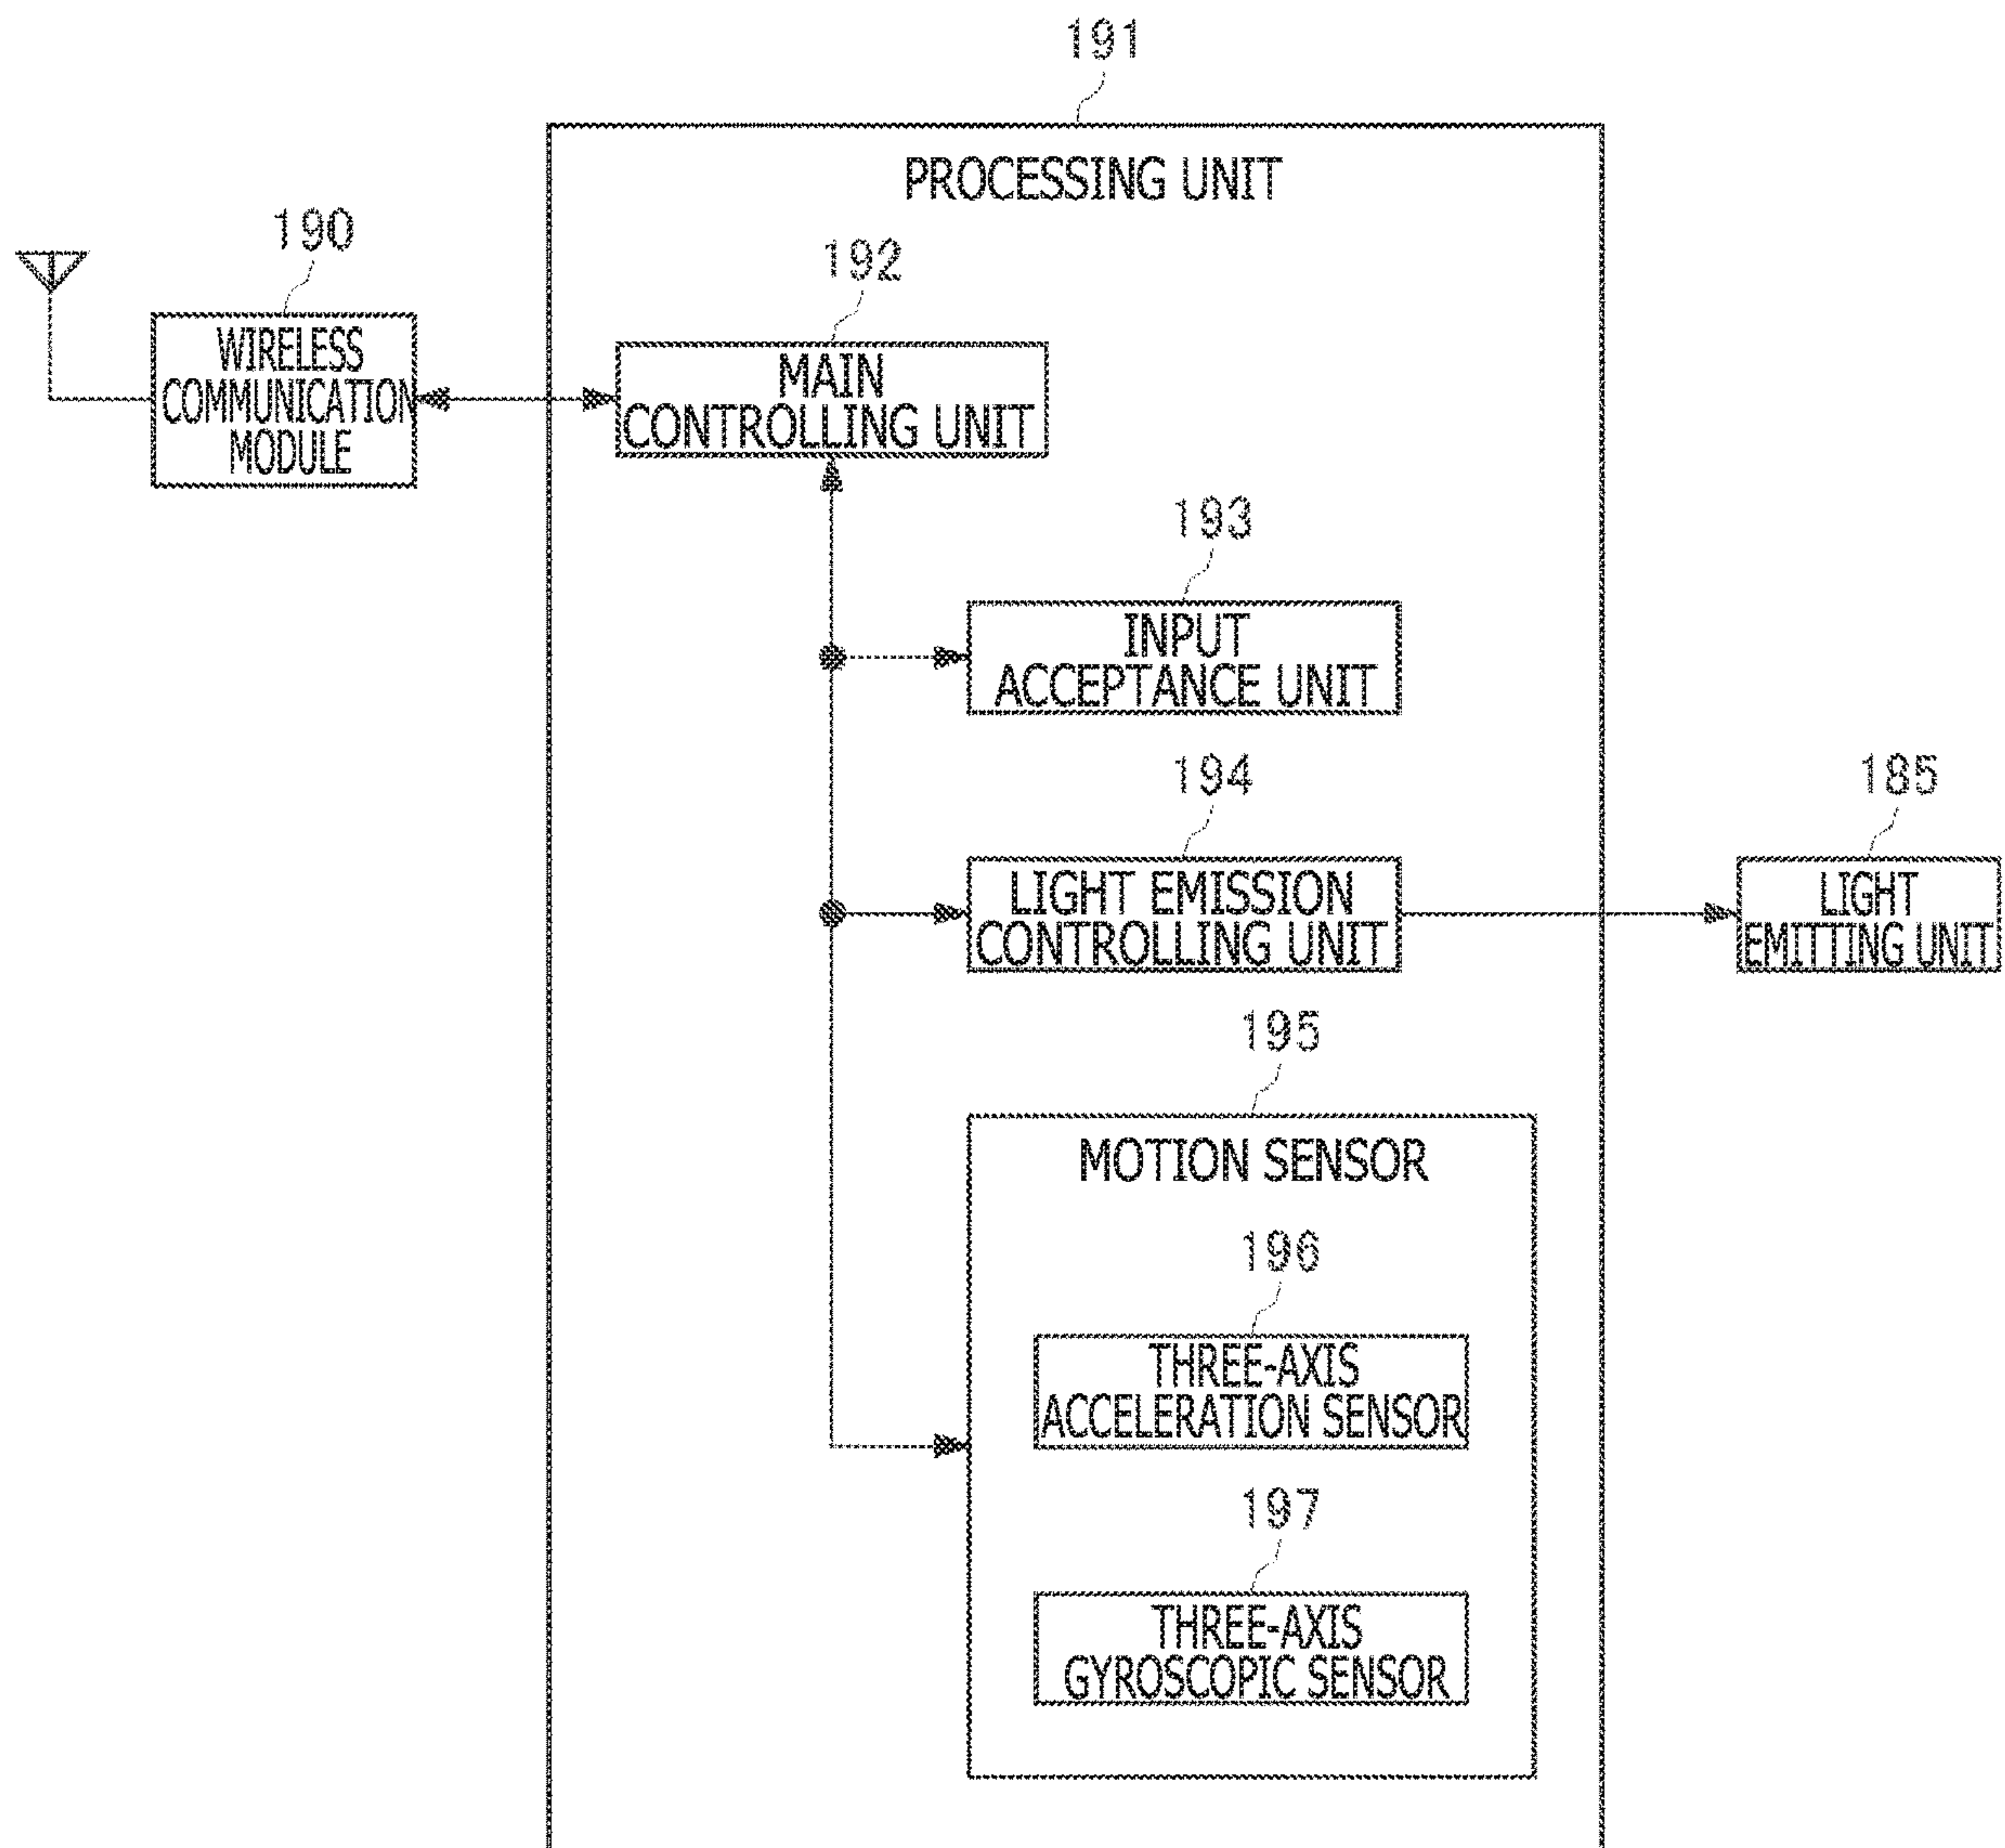 191
PROCESSING UNIT
190
192
WIRELESS
COMMUNICATION
MODULE
MAIN
CONTROLLING UNIT
193
INPUT
ACCEPTANCE UNIT
194
185
LIGHT EMISSION
CONTROLLING UNIT
LIGHT
EMITTING UNIT
195
MOTION SENSOR
196
THREE-AXIS
ACCELERATION SENSOR
197
THREE-AXIS
GYROSCOPIC SENSOR